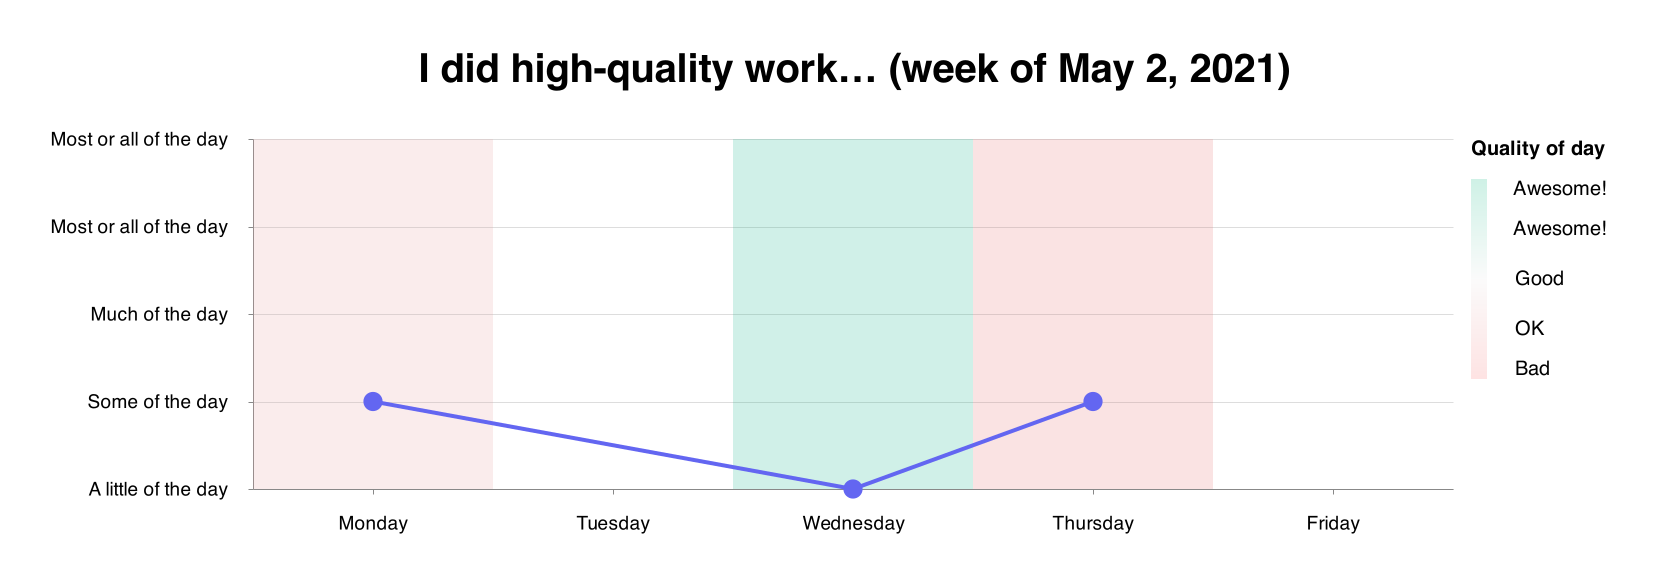 I did high-quality work… (week of May 2, 2021)
Most or all of the day
Most or all of the day
Much of the day
Some of the day
A little of the day
Monday
Tuesday
Wednesday
Thursday
Friday
Quality of day
Awesome!
Awesome!
Good
OK
Bad